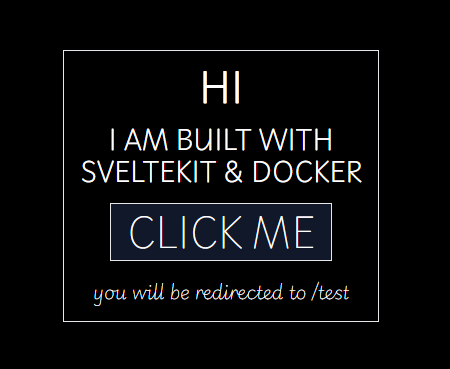 HI
I AM BUILT WITH
SVELTEKIT & DOCKER
CLICK ME
you will be redirected to /test